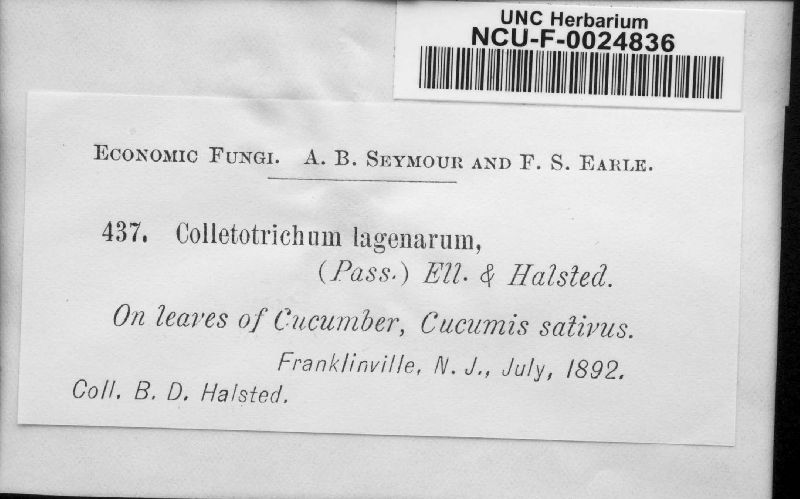 UNC Herbarium
NCU-F-0024836
ECONOMIC FUNGI. A. B. SEYMOUR AND F. S. EARLE.
437. Colletotrichum lagenarum,
(Pass.) Ell. & Halsted.
On leaves of Cucumber, Cucumis sativus.
Franklinville, N. J., July, 1892.
Coll. B. D. Halsted.